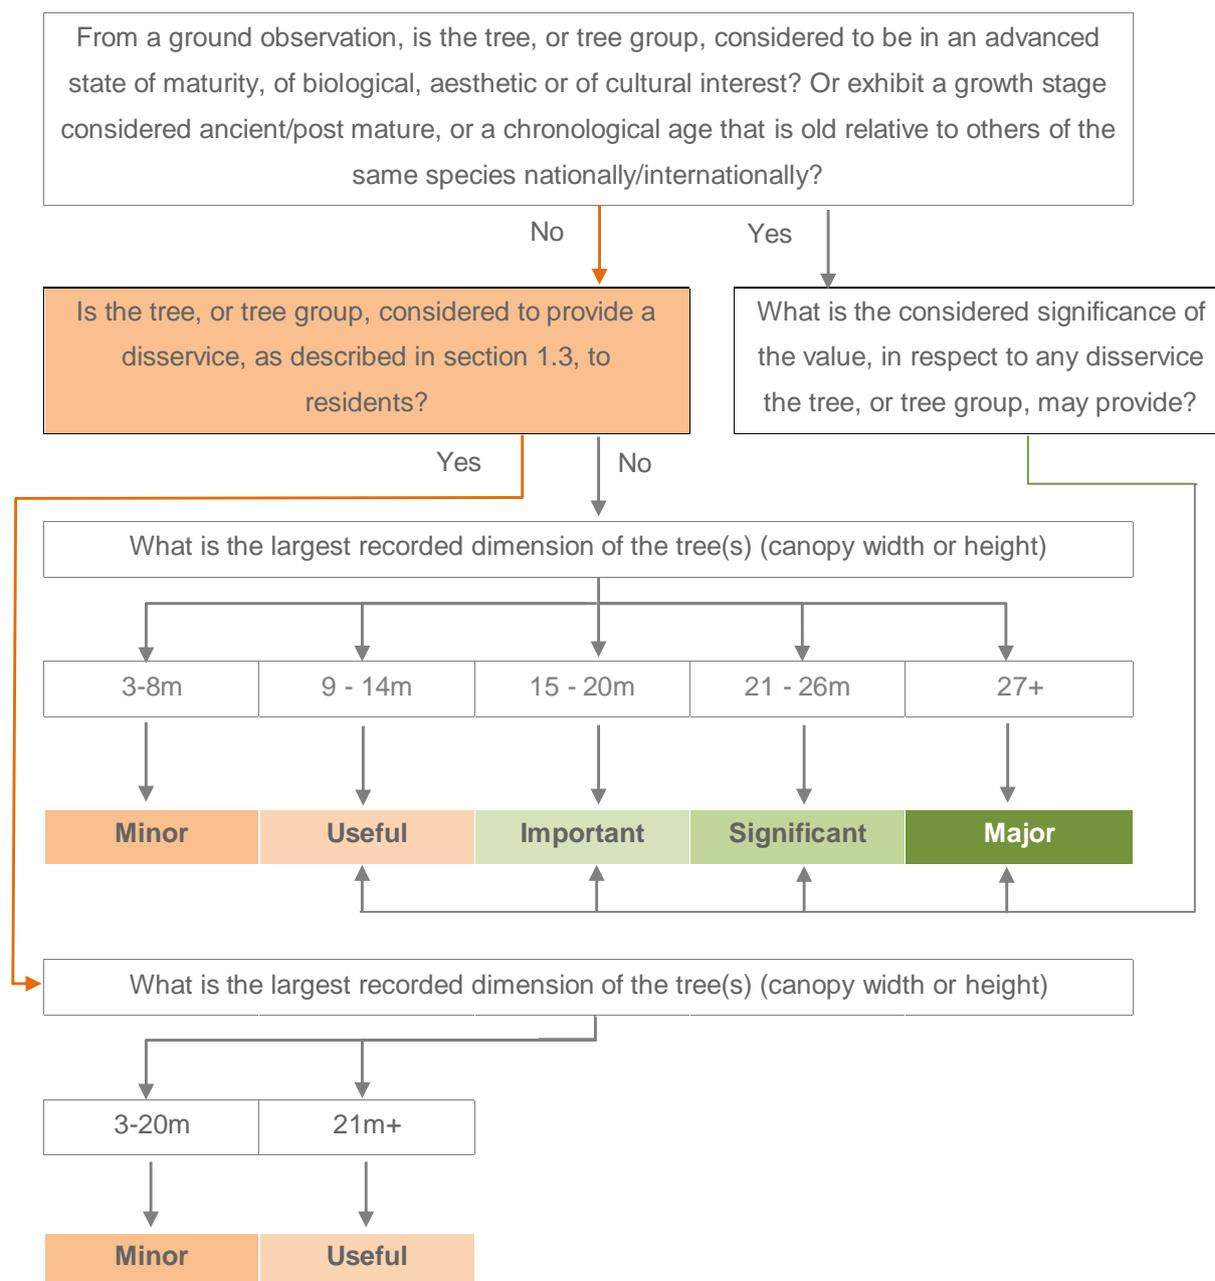 From a ground observation, is the tree, or tree group, considered to be in an advanced
state of maturity, of biological, aesthetic or of cultural interest? Or exhibit a growth stage
considered ancient/post mature, or a chronological age that is old relative to others of the
same species nationally/internationally?
No
Yes
Is the tree, or tree group, considered to provide a
disservice, as described in section 1.3, to
residents?
What is the considered significance of
the value, in respect to any disservice
the tree, or tree group, may provide?
Yes
No
What is the largest recorded dimension of the tree(s) (canopy width or height)
3-8m
9 - 14m
15 - 20m
21 - 26m
27+
Minor
Useful
Important
Significant
Major
What is the largest recorded dimension of the tree(s) (canopy width or height)
3-20m
21m+
Minor
Useful